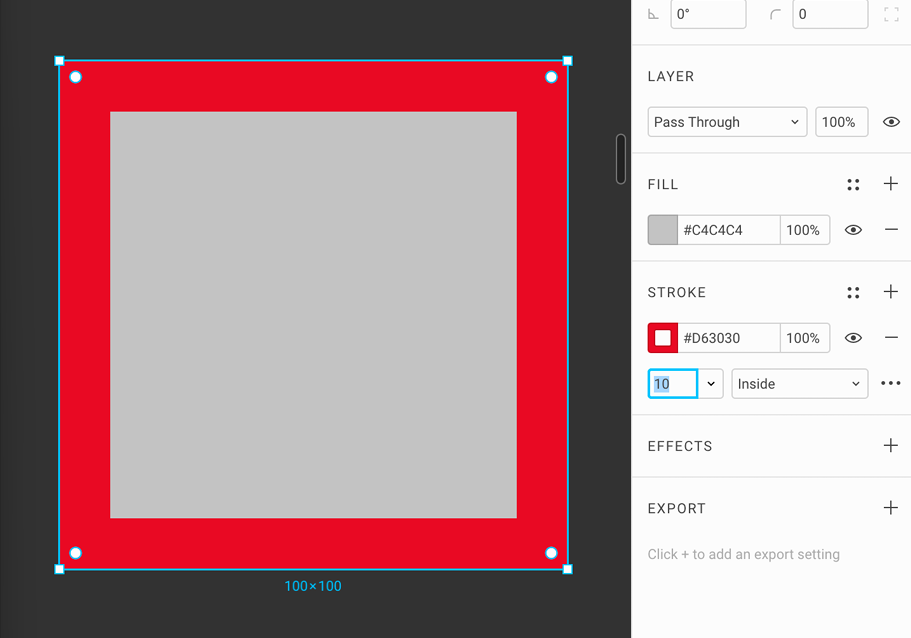 0°
0
LAYER
Pass Through
100%
FILL
#C4C4C4
100%
STROKE
#D63030
100%
10
Inside
EFFECTS
EXPORT
Click + to add an export setting
100×100